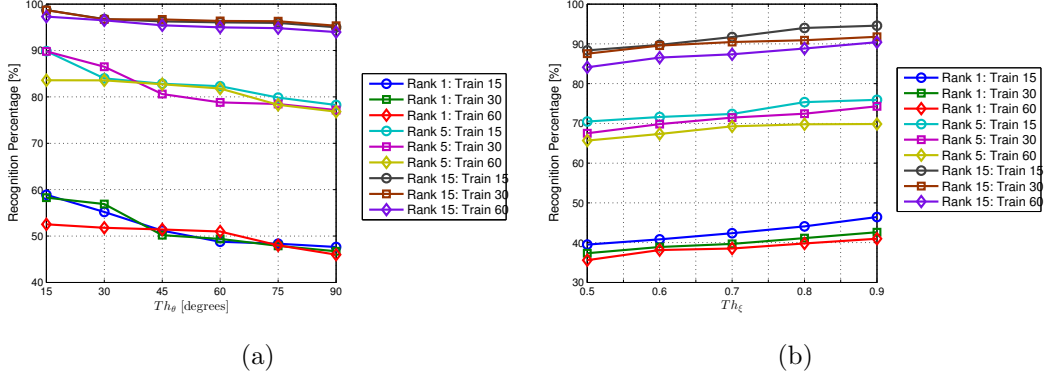 100
90
80
70
60
50
40
15
30
45
60
75
90
Recognition Percentage [%]
Th_θ [degrees]
Rank 1: Train 15
Rank 1: Train 30
Rank 1: Train 60
Rank 5: Train 15
Rank 5: Train 30
Rank 5: Train 60
Rank 15: Train 15
Rank 15: Train 30
Rank 15: Train 60
(a)
100
90
80
70
60
50
40
30
0.5
0.6
0.7
0.8
0.9
Recognition Percentage [%]
Th_ξ
Rank 1: Train 15
Rank 1: Train 30
Rank 1: Train 60
Rank 5: Train 15
Rank 5: Train 30
Rank 5: Train 60
Rank 15: Train 15
Rank 15: Train 30
Rank 15: Train 60
(b)